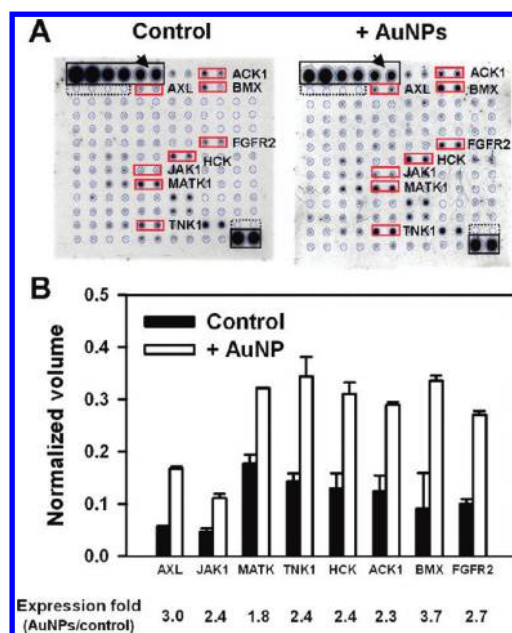 A
Control
+ AuNPs
ACK1
AXL
BMX
FGFR2
HCK
JAK1
MATK1
TNK1
ACK1
AXL
BMX
FGFR2
HCK
JAK1
MATK1
TNK1
B
Normalized volume
0.5
0.4
0.3
0.2
0.1
0.0
Control
+ AuNP
AXL JAK1 MATK TNK1 HCK ACK1 BMX FGFR2
Expression fold 3.0 2.4 1.8 2.4 2.4 2.3 3.7 2.7
(AuNPs/control)